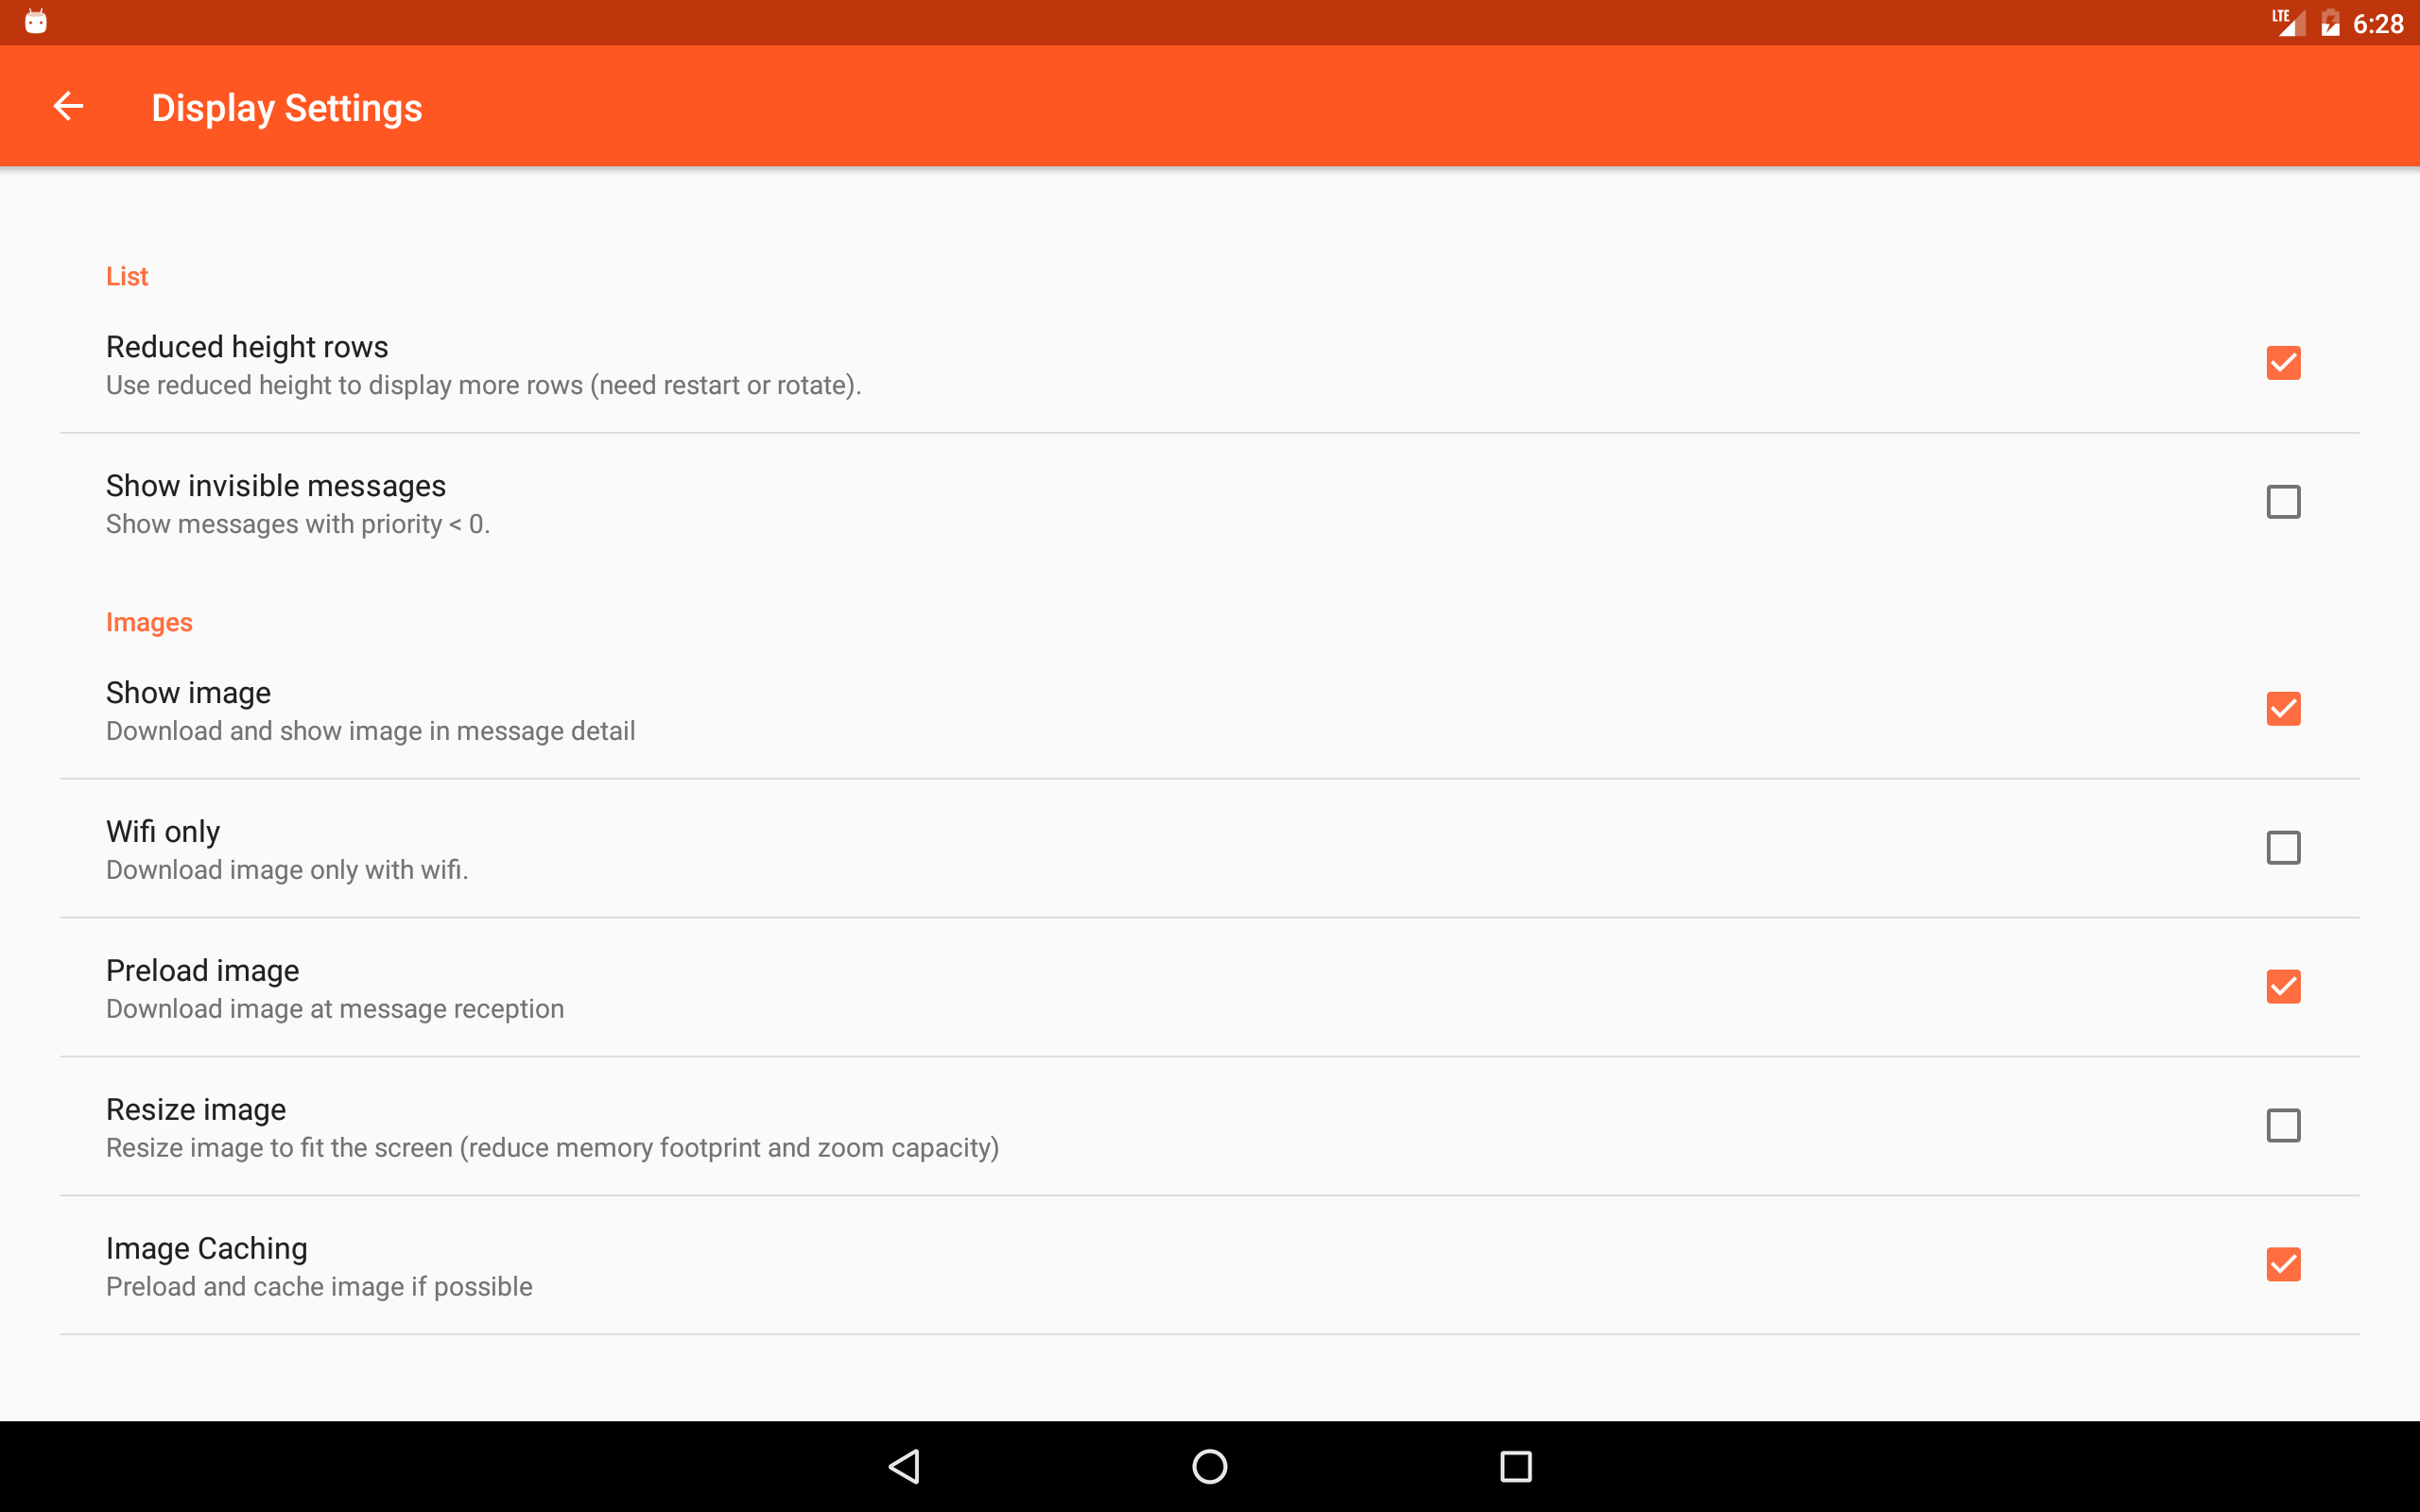 LTE 6:28
Display Settings
List
Reduced height rows
Use reduced height to display more rows (need restart or rotate).
Show invisible messages
Show messages with priority < 0.
Images
Show image
Download and show image in message detail
Wifi only
Download image only with wifi.
Preload image
Download image at message reception
Resize image
Resize image to fit the screen (reduce memory footprint and zoom capacity)
Image Caching
Preload and cache image if possible